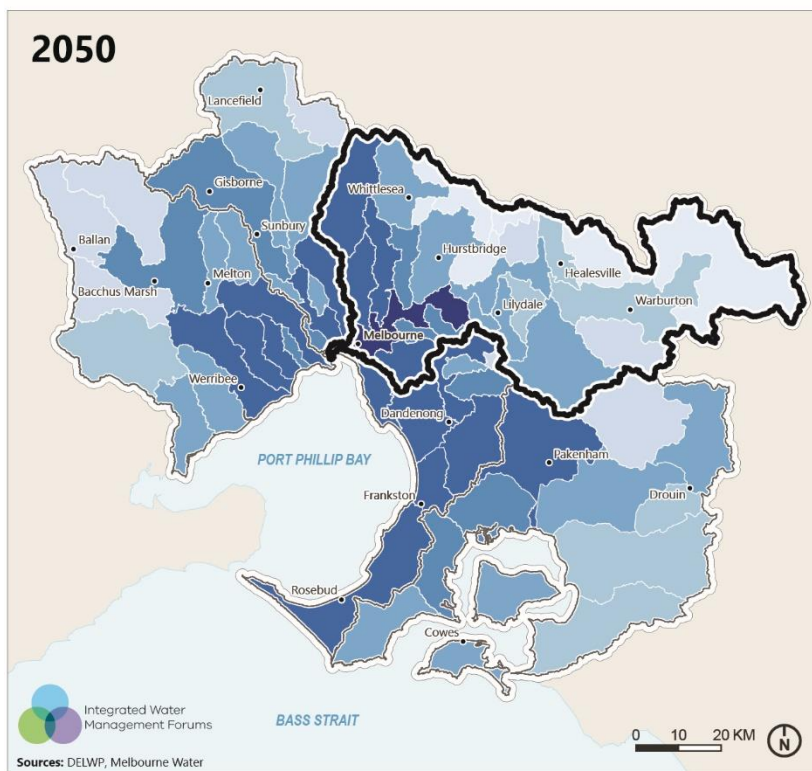 2050
Lancefield
Whittlesea
Gisborne
Sunbury
Hurstbridge
Ballan
Healesville
Melton
Bacchus Marsh
Lilydale
Warburton
Melbourne
Werribee
Dandenong
PORT PHILLIP BAY
Pakenham
Frankston
Drouin
Rosebud
Cowes
Integrated Water
Management Forums
BASS STRAIT
0 10 20 KM
N
Sources: DELWP, Melbourne Water